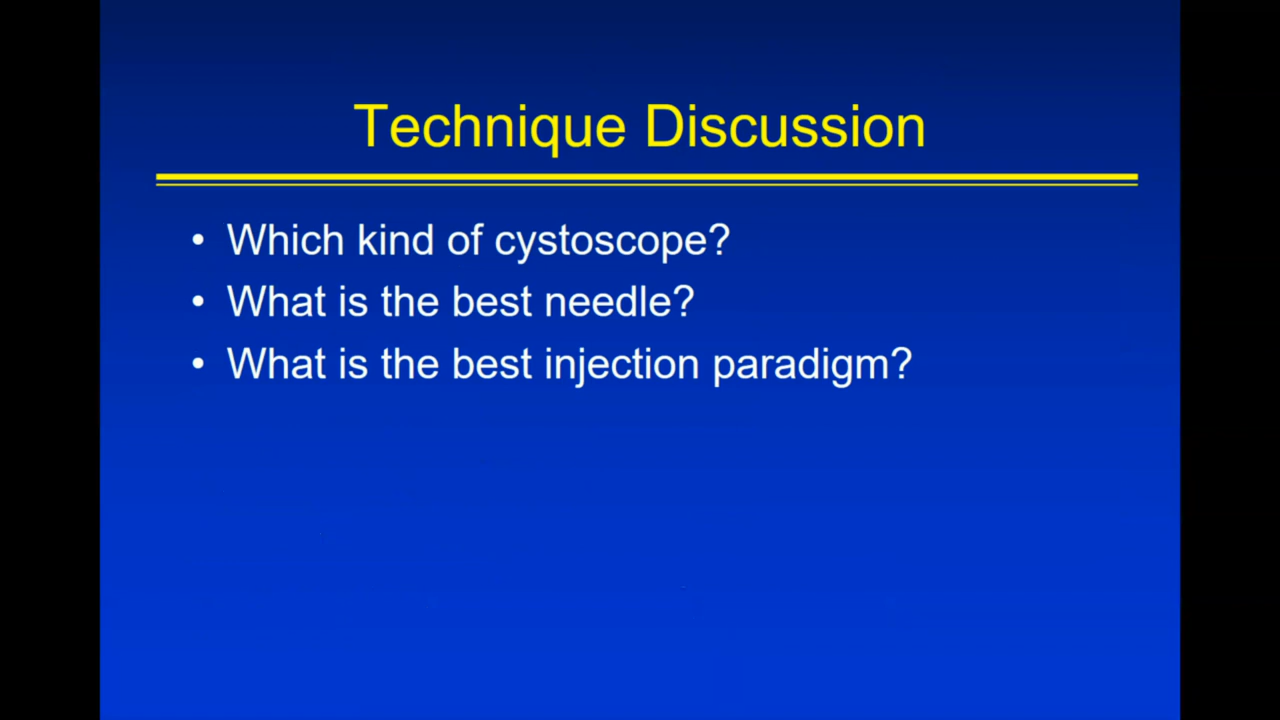 Technique Discussion
• Which kind of cystoscope?
• What is the best needle?
• What is the best injection paradigm?